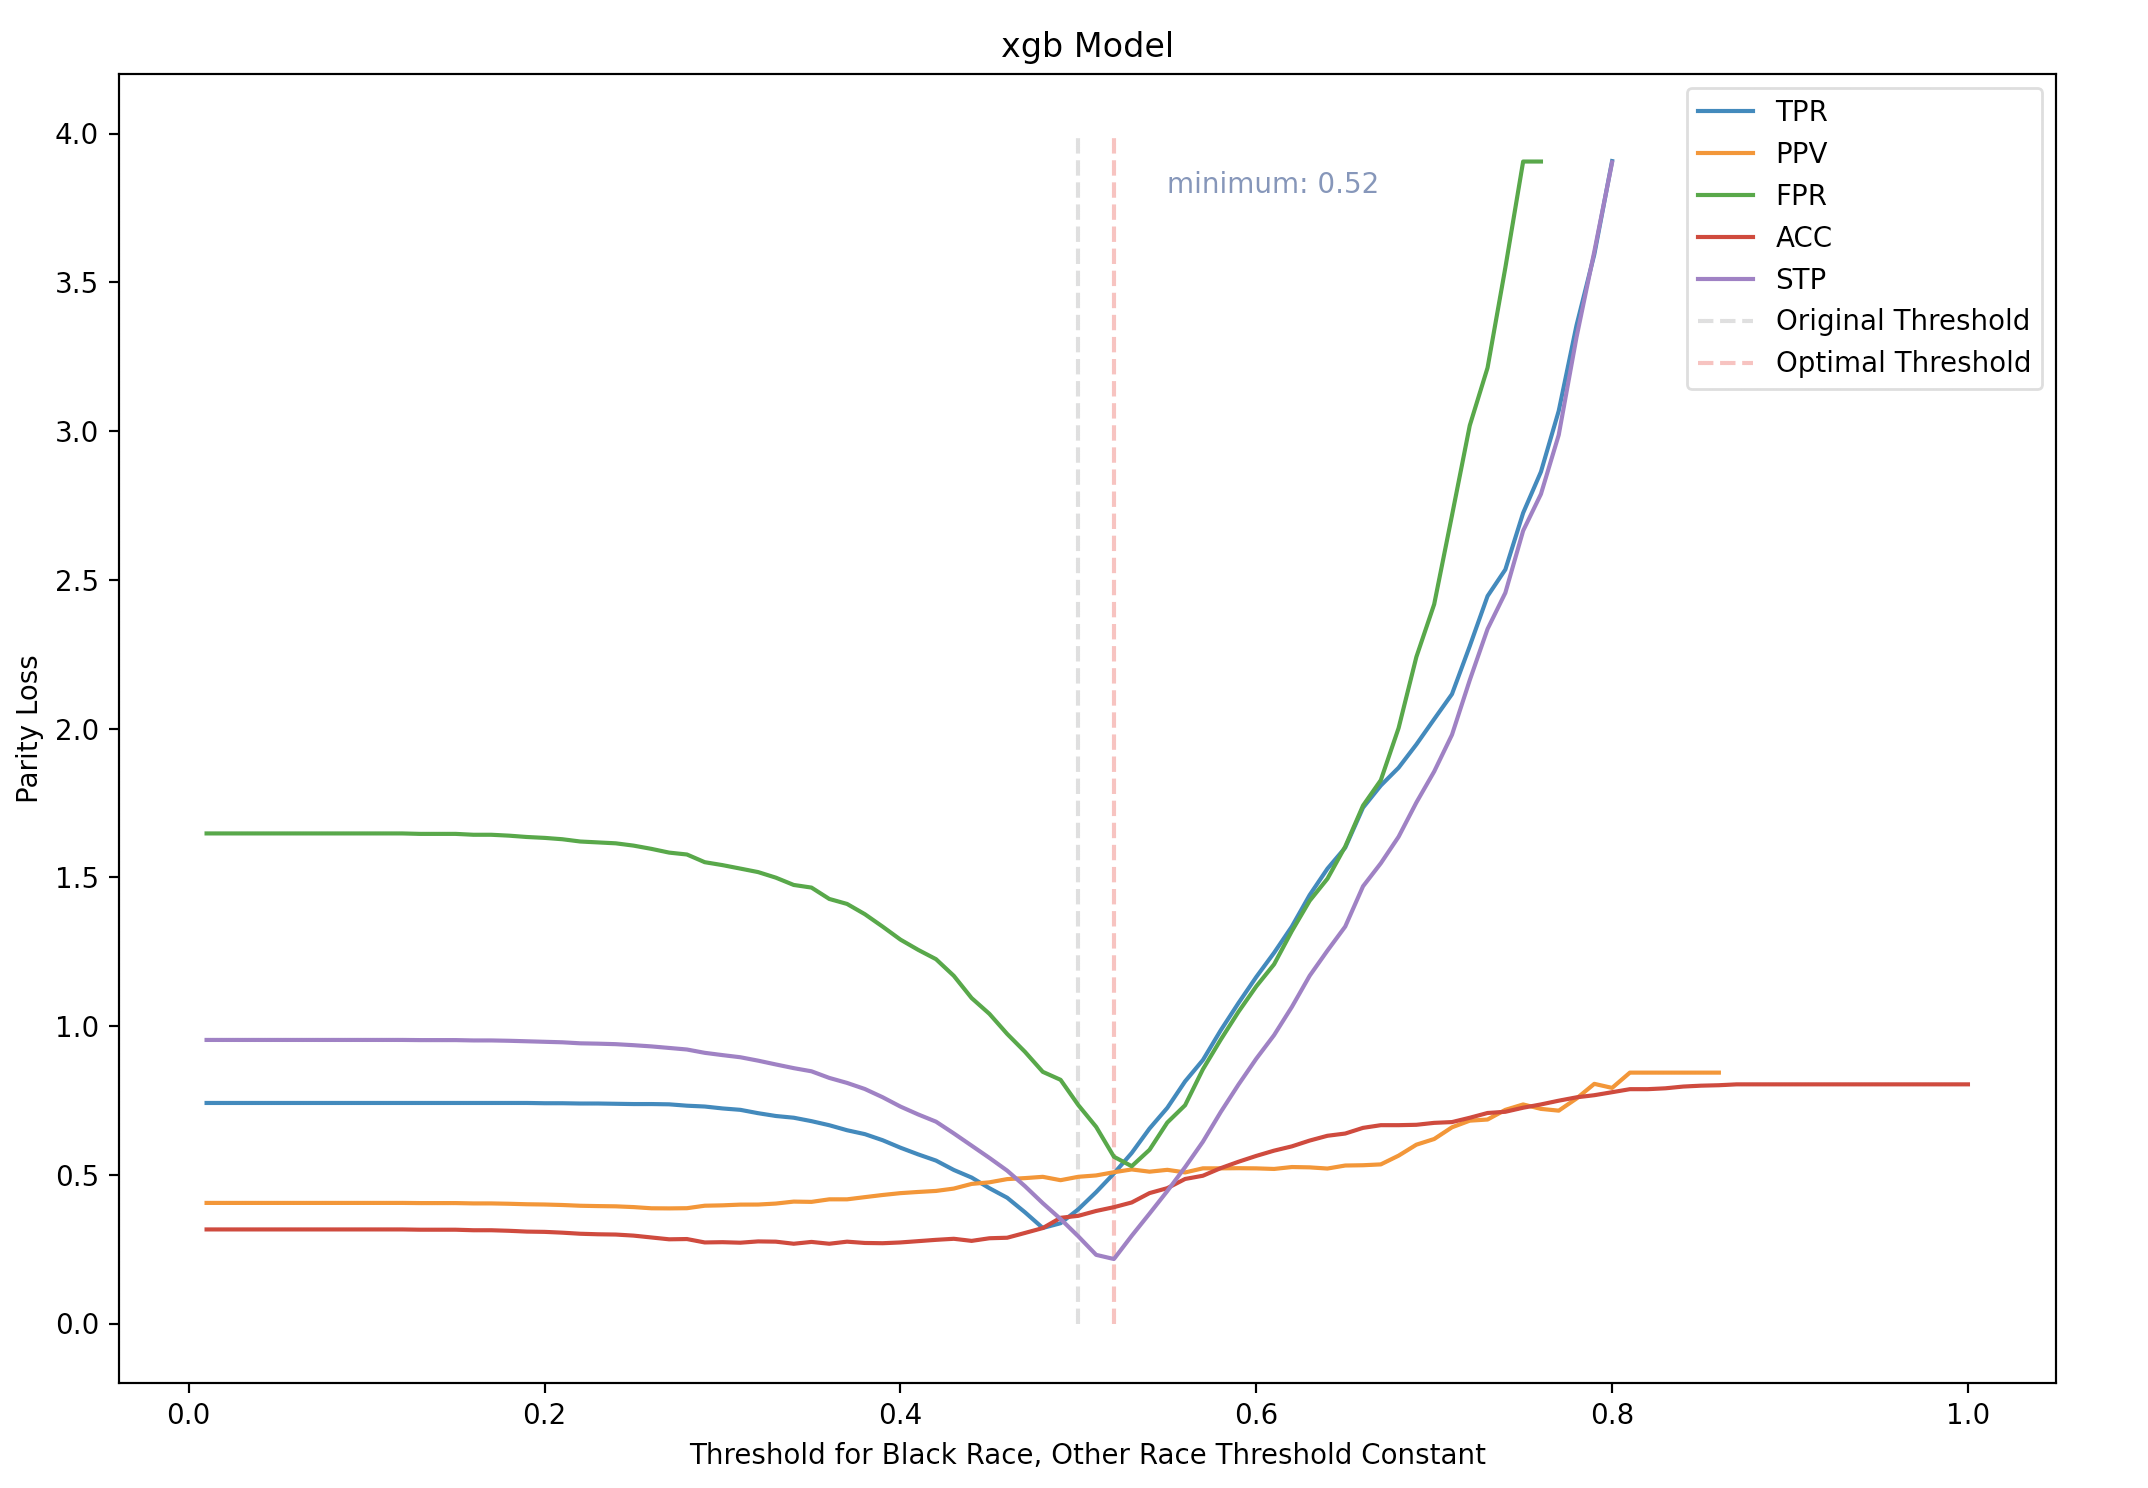 xgb Model
TPR
PPV
FPR
ACC
STP
Original Threshold
Optimal Threshold
minimum: 0.52
Parity Loss
4.0
3.5
3.0
2.5
2.0
1.5
1.0
0.5
0.0
0.0 0.2 0.4 0.6 0.8 1.0
Threshold for Black Race, Other Race Threshold Constant